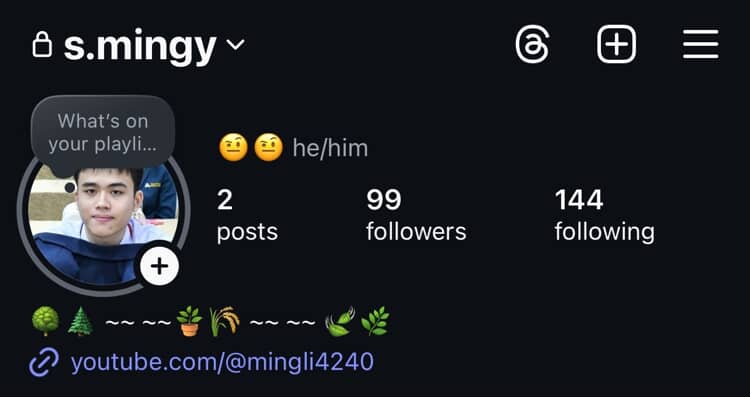 s.mingy
What's on
your playli...
🤨🤨 he/him
2 99 144
posts followers following
🌳🌲 ~~ ~~🪴🌾 ~~ ~~ 🍃🌿
youtube.com/@mingli4240